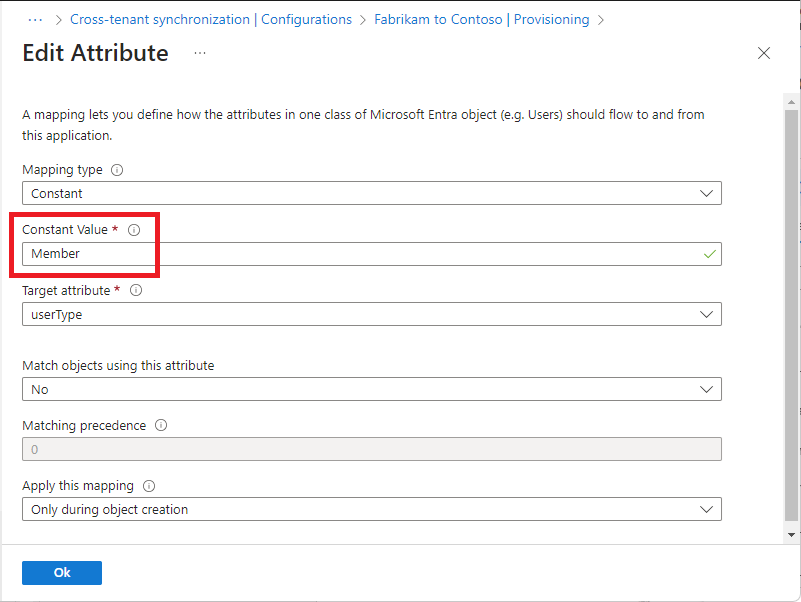 ··· > Cross-tenant synchronization | Configurations > Fabrikam to Contoso | Provisioning >
Edit Attribute ···
A mapping lets you define how the attributes in one class of Microsoft Entra object (e.g. Users) should flow to and from
this application.
Mapping type
Constant
Constant Value *
Member
Target attribute *
userType
Match objects using this attribute
No
Matching precedence
0
Apply this mapping
Only during object creation
Ok